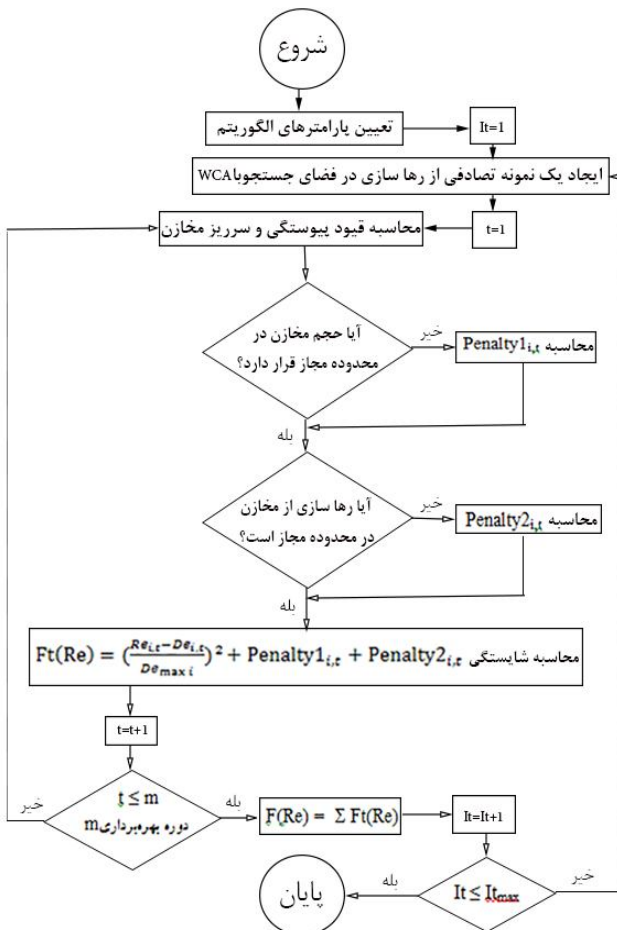 شروع
تعیین پارامترهای الگوریتم
It=1
ایجاد یک نمونه تصادفی از رها سازی در فضای جستجوباWCA
t=1
محاسبه قیود پیوستگی و سرریز مخازن
آیا حجم مخازن در
محدوده مجاز قرار دارد؟
خیر
محاسبه Penalty1i,t
بله
آیا رها سازی از مخازن
در محدوده مجاز است؟
خیر
محاسبه Penalty2i,t
بله
محاسبه شایستگی Ft(Re) = (Rei,t−Dei,t / Demax i)2 + Penalty1i,t + Penalty2i,t
t=t+1
t ≤ m
دوره بهره‌برداریm
خیر
بله
F(Re) = Σ Ft(Re)
It=It+1
It ≤ Itmax
خیر
بله
پایان